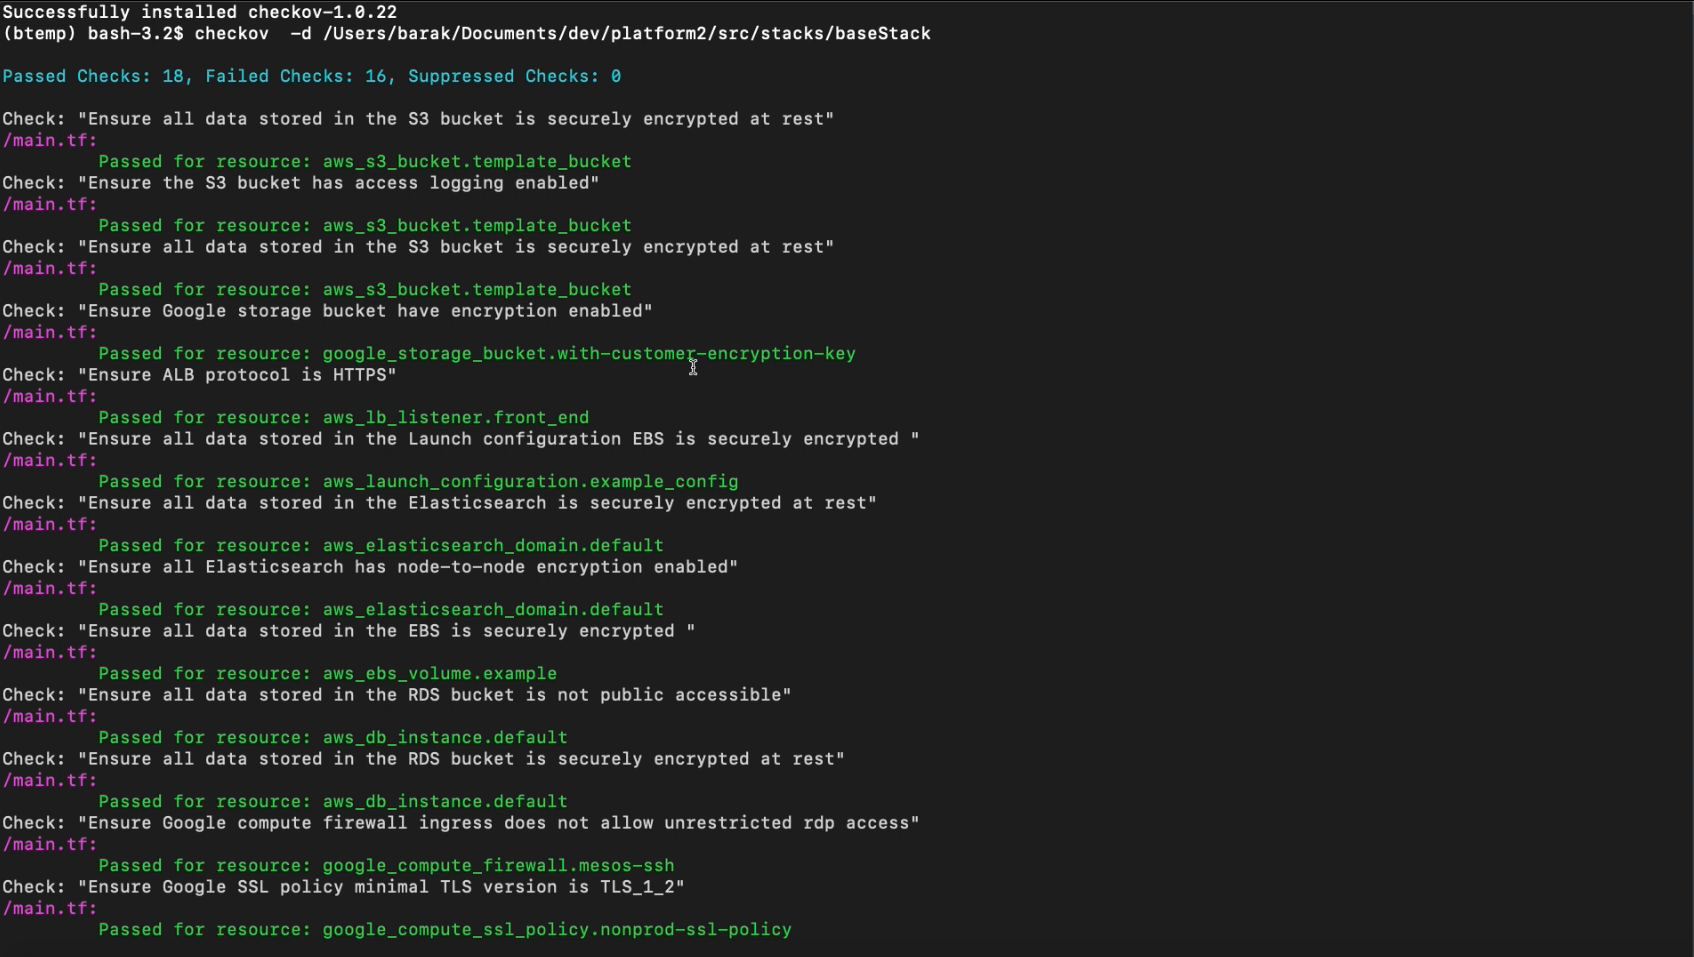 Successfully installed checkov-1.0.22
(btemp) bash-3.2$ checkov  -d /Users/barak/Documents/dev/platform2/src/stacks/baseStack
Passed Checks: 18, Failed Checks: 16, Suppressed Checks: 0
Check: "Ensure all data stored in the S3 bucket is securely encrypted at rest"
/main.tf:
Passed for resource: aws_s3_bucket.template_bucket
Check: "Ensure the S3 bucket has access logging enabled"
/main.tf:
Passed for resource: aws_s3_bucket.template_bucket
Check: "Ensure all data stored in the S3 bucket is securely encrypted at rest"
/main.tf:
Passed for resource: aws_s3_bucket.template_bucket
Check: "Ensure Google storage bucket have encryption enabled"
/main.tf:
Passed for resource: google_storage_bucket.with-customer-encryption-key
Check: "Ensure ALB protocol is HTTPS"
/main.tf:
Passed for resource: aws_lb_listener.front_end
Check: "Ensure all data stored in the Launch configuration EBS is securely encrypted "
/main.tf:
Passed for resource: aws_launch_configuration.example_config
Check: "Ensure all data stored in the Elasticsearch is securely encrypted at rest"
/main.tf:
Passed for resource: aws_elasticsearch_domain.default
Check: "Ensure all Elasticsearch has node-to-node encryption enabled"
/main.tf:
Passed for resource: aws_elasticsearch_domain.default
Check: "Ensure all data stored in the EBS is securely encrypted "
/main.tf:
Passed for resource: aws_ebs_volume.example
Check: "Ensure all data stored in the RDS bucket is not public accessible"
/main.tf:
Passed for resource: aws_db_instance.default
Check: "Ensure all data stored in the RDS bucket is securely encrypted at rest"
/main.tf:
Passed for resource: aws_db_instance.default
Check: "Ensure Google compute firewall ingress does not allow unrestricted rdp access"
/main.tf:
Passed for resource: google_compute_firewall.mesos-ssh
Check: "Ensure Google SSL policy minimal TLS version is TLS_1_2"
/main.tf:
Passed for resource: google_compute_ssl_policy.nonprod-ssl-policy